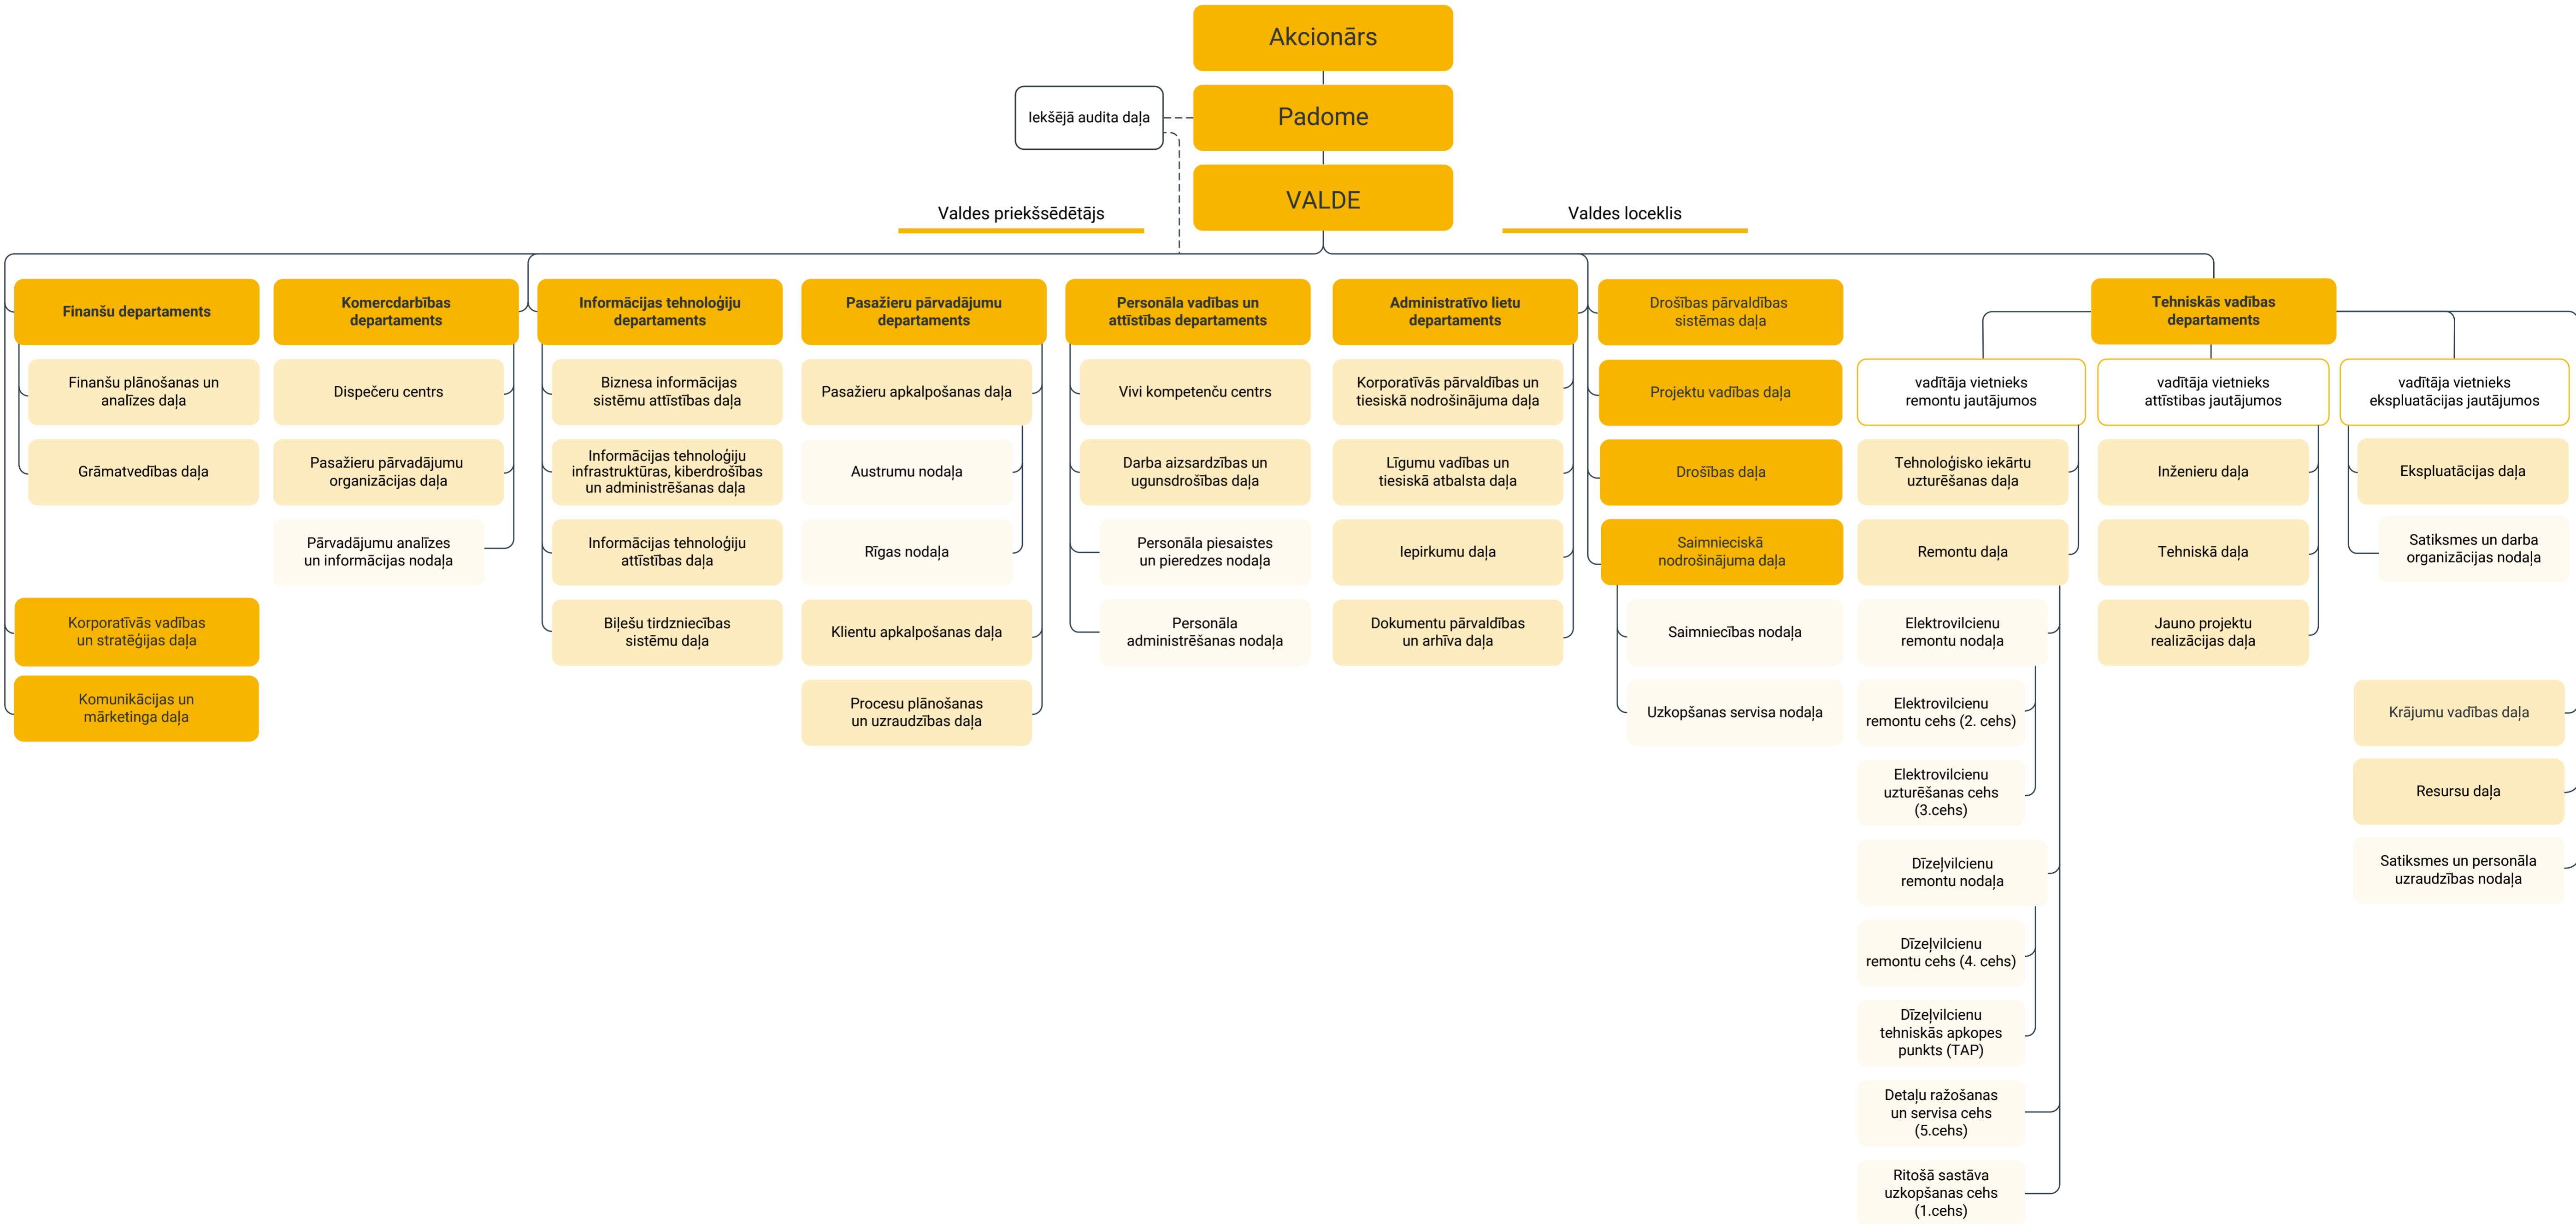 Akcionārs
Iekšējā audita daļa
Padome
VALDE
Valdes priekšsēdētājs
Valdes loceklis
Finanšu departaments
Finanšu plānošanas un
analīzes daļa
Grāmatvedības daļa
Korporatīvās vadības
un stratēģijas daļa
Komunikācijas un
mārketinga daļa
Komercdarbības
departaments
Dispečeru centrs
Pasažieru pārvadājumu
organizācijas daļa
Pārvadājumu analīzes
un informācijas nodaļa
Informācijas tehnoloģiju
departaments
Biznesa informācijas
sistēmu attīstības daļa
Informācijas tehnoloģiju
infrastruktūras, kiberdrošības
un administrēšanas daļa
Informācijas tehnoloģiju
attīstības daļa
Biļešu tirdzniecības
sistēmu daļa
Pasažieru pārvadājumu
departaments
Pasažieru apkalpošanas daļa
Austrumu nodaļa
Rīgas nodaļa
Klientu apkalpošanas daļa
Procesu plānošanas
un uzraudzības daļa
Personāla vadības un
attīstības departaments
Vivi kompetenču centrs
Darba aizsardzības un
ugunsdrošības daļa
Personāla piesaistes
un pieredzes nodaļa
Personāla
administrēšanas nodaļa
Administratīvo lietu
departaments
Korporatīvās pārvaldības un
tiesiskā nodrošinājuma daļa
Līgumu vadības un
tiesiskā atbalsta daļa
Iepirkumu daļa
Dokumentu pārvaldības
un arhīva daļa
Drošības pārvaldības
sistēmas daļa
Projektu vadības daļa
Drošības daļa
Saimnieciskā
nodrošinājuma daļa
Saimniecības nodaļa
Uzkopšanas servisa nodaļa
Tehniskās vadības
departaments
vadītāja vietnieks
remontu jautājumos
Tehnoloģisko iekārtu
uzturēšanas daļa
Remontu daļa
Elektrovilcienu
remontu nodaļa
Elektrovilcienu
remontu cehs (2. cehs)
Elektrovilcienu
uzturēšanas cehs
(3.cehs)
Dīzeļvilcienu
remontu nodaļa
Dīzeļvilcienu
remontu cehs (4. cehs)
Dīzeļvilcienu
tehniskās apkopes
punkts (TAP)
Detaļu ražošanas
un servisa cehs
(5.cehs)
Ritošā sastāva
uzkopšanas cehs
(1.cehs)
vadītāja vietnieks
attīstibas jautājumos
Inženieru daļa
Tehniskā daļa
Jauno projektu
realizācijas daļa
vadītāja vietnieks
ekspluatācijas jautājumos
Ekspluatācijas daļa
Satiksmes un darba
organizācijas nodaļa
Krājumu vadības daļa
Resursu daļa
Satiksmes un personāla
uzraudzības nodaļa